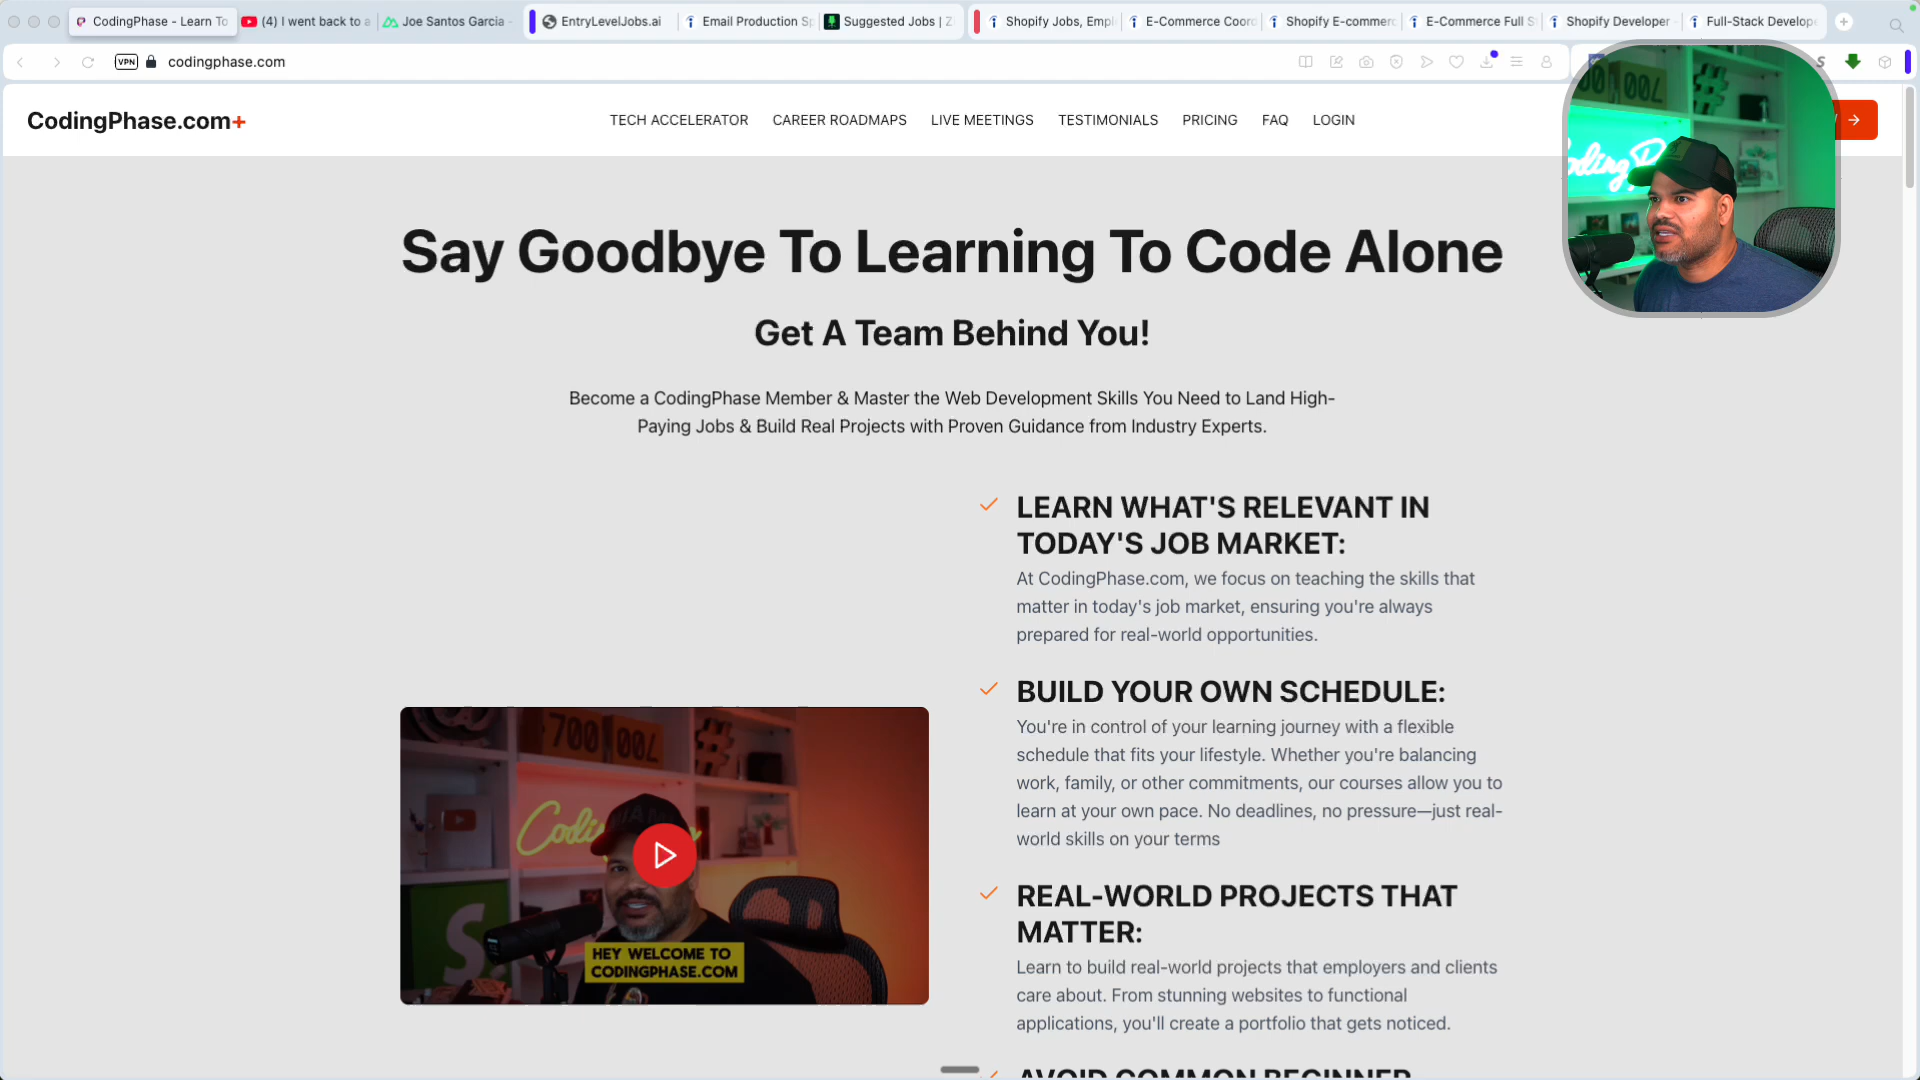 CodingPhase - Learn To
(4) I went back to a
Joe Santos Garcia -
EntryLevelJobs.ai
Email Production Sp
Suggested Jobs | Z
Shopify Jobs, Empl
E-Commerce Coord
Shopify E-commerc
E-Commerce Full S
Shopify Developer -
Full-Stack Develope
VPN
codingphase.com
CodingPhase.com+
TECH ACCELERATOR
CAREER ROADMAPS
LIVE MEETINGS
TESTIMONIALS
PRICING
FAQ
LOGIN
Say Goodbye To Learning To Code Alone
Get A Team Behind You!
Become a CodingPhase Member & Master the Web Development Skills You Need to Land High-
Paying Jobs & Build Real Projects with Proven Guidance from Industry Experts.
LEARN WHAT'S RELEVANT IN
TODAY'S JOB MARKET:
At CodingPhase.com, we focus on teaching the skills that
matter in today's job market, ensuring you're always
prepared for real-world opportunities.
BUILD YOUR OWN SCHEDULE:
You're in control of your learning journey with a flexible
schedule that fits your lifestyle. Whether you're balancing
work, family, or other commitments, our courses allow you to
learn at your own pace. No deadlines, no pressure—just real-
world skills on your terms
HEY WELCOME TO
CODINGPHASE.COM
REAL-WORLD PROJECTS THAT
MATTER:
Learn to build real-world projects that employers and clients
care about. From stunning websites to functional
applications, you'll create a portfolio that gets noticed.
AVOID COMMON BEGINNER